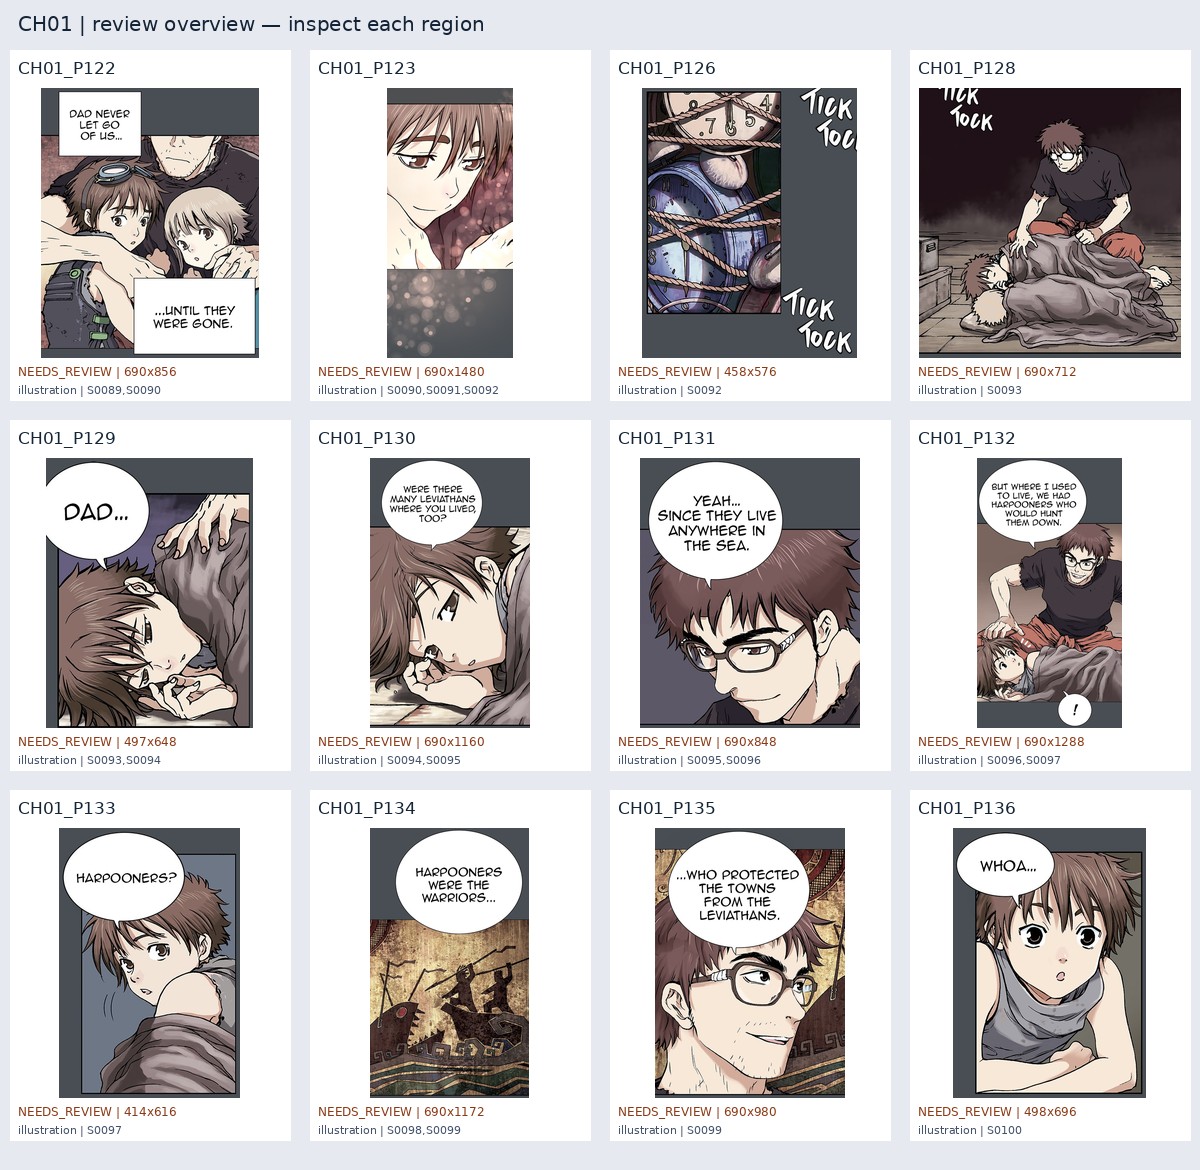 CH01 | review overview — inspect each region
CH01_P122
DAD NEVER
LET GO
OF US...
...UNTIL THEY
WERE GONE.
NEEDS_REVIEW | 690x856
illustration | S0089,S0090
CH01_P123
NEEDS_REVIEW | 690x1480
illustration | S0090,S0091,S0092
CH01_P126
4
5
6
7
TICK
TOCK
TICK
TOCK
NEEDS_REVIEW | 458x576
illustration | S0092
CH01_P128
TICK
TOCK
NEEDS_REVIEW | 690x712
illustration | S0093
CH01_P129
DAD...
NEEDS_REVIEW | 497x648
illustration | S0093,S0094
CH01_P130
WERE THERE
MANY LEVIATHANS
WHERE YOU LIVED,
TOO?
NEEDS_REVIEW | 690x1160
illustration | S0094,S0095
CH01_P131
YEAH...
SINCE THEY LIVE
ANYWHERE IN
THE SEA.
NEEDS_REVIEW | 690x848
illustration | S0095,S0096
CH01_P132
BUT WHERE I USED
TO LIVE, WE HAD
HARPOONERS WHO
WOULD HUNT
THEM DOWN.
!
NEEDS_REVIEW | 690x1288
illustration | S0096,S0097
CH01_P133
HARPOONERS?
NEEDS_REVIEW | 414x616
illustration | S0097
CH01_P134
HARPOONERS
WERE THE
WARRIORS...
NEEDS_REVIEW | 690x1172
illustration | S0098,S0099
CH01_P135
...WHO PROTECTED
THE TOWNS
FROM THE
LEVIATHANS.
NEEDS_REVIEW | 690x980
illustration | S0099
CH01_P136
WHOA...
NEEDS_REVIEW | 498x696
illustration | S0100